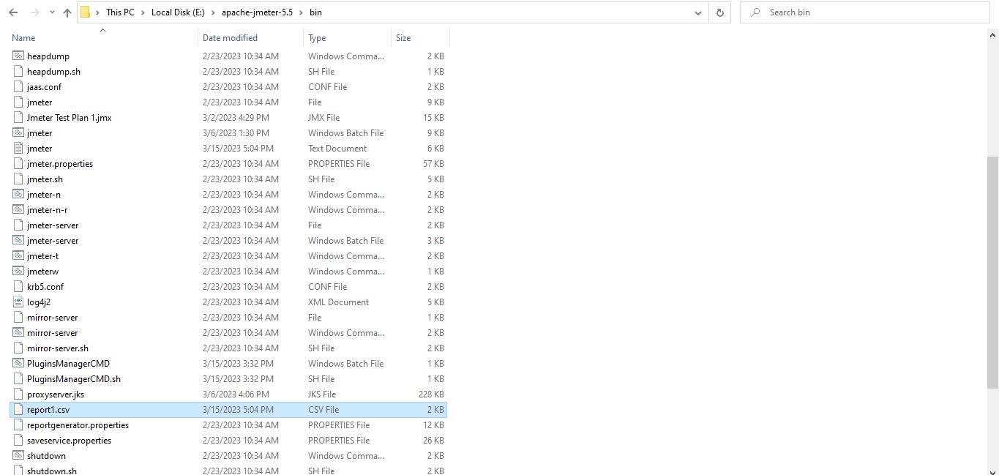 This PC > Local Disk (E:) > apache-jmeter-5.5 > bin
Search bin
Name Date modified Type Size
heapdump 2/23/2023 10:34 AM Windows Comma... 2 KB
heapdump.sh 2/23/2023 10:34 AM SH File 1 KB
jaas.conf 2/23/2023 10:34 AM CONF File 2 KB
jmeter 2/23/2023 10:34 AM File 9 KB
Jmeter Test Plan 1.jmx 3/2/2023 4:29 PM JMX File 15 KB
jmeter 3/6/2023 1:30 PM Windows Batch File 9 KB
jmeter 3/15/2023 5:04 PM Text Document 6 KB
jmeter.properties 2/23/2023 10:34 AM PROPERTIES File 57 KB
jmeter.sh 2/23/2023 10:34 AM SH File 5 KB
jmeter-n 2/23/2023 10:34 AM Windows Comma... 2 KB
jmeter-n-r 2/23/2023 10:34 AM Windows Comma... 2 KB
jmeter-server 2/23/2023 10:34 AM File 2 KB
jmeter-server 2/23/2023 10:34 AM Windows Batch File 3 KB
jmeter-t 2/23/2023 10:34 AM Windows Comma... 2 KB
jmeterw 2/23/2023 10:34 AM Windows Comma... 1 KB
krb5.conf 2/23/2023 10:34 AM CONF File 2 KB
log4j2 2/23/2023 10:34 AM XML Document 5 KB
mirror-server 2/23/2023 10:34 AM File 1 KB
mirror-server 2/23/2023 10:34 AM Windows Comma... 2 KB
mirror-server.sh 2/23/2023 10:34 AM SH File 2 KB
PluginsManagerCMD 3/15/2023 3:32 PM Windows Batch File 1 KB
PluginsManagerCMD.sh 3/15/2023 3:32 PM SH File 1 KB
proxyserver.jks 3/6/2023 4:06 PM JKS File 228 KB
report1.csv 3/15/2023 5:04 PM CSV File 2 KB
reportgenerator.properties 2/23/2023 10:34 AM PROPERTIES File 12 KB
saveservice.properties 2/23/2023 10:34 AM PROPERTIES File 26 KB
shutdown 2/23/2023 10:34 AM Windows Comma... 2 KB
shutdown.sh 2/23/2023 10:34 AM SH File 2 KB